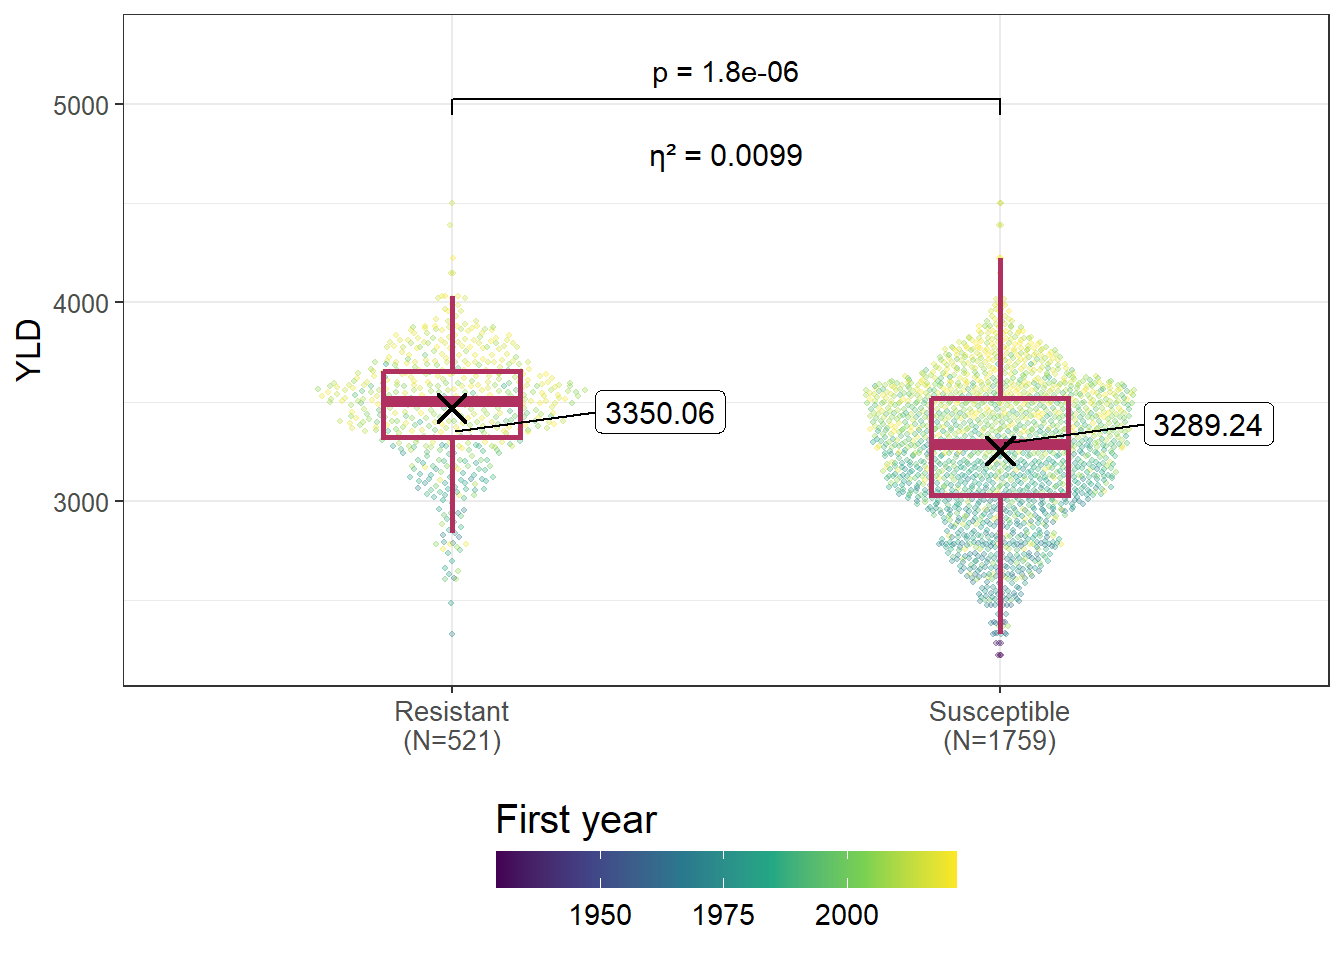 p = 1.8e-06
η² = 0.0099
YLD
5000
4000
3000
3350.06
3289.24
Resistant
(N=521)
Susceptible
(N=1759)
First year
1950 1975 2000